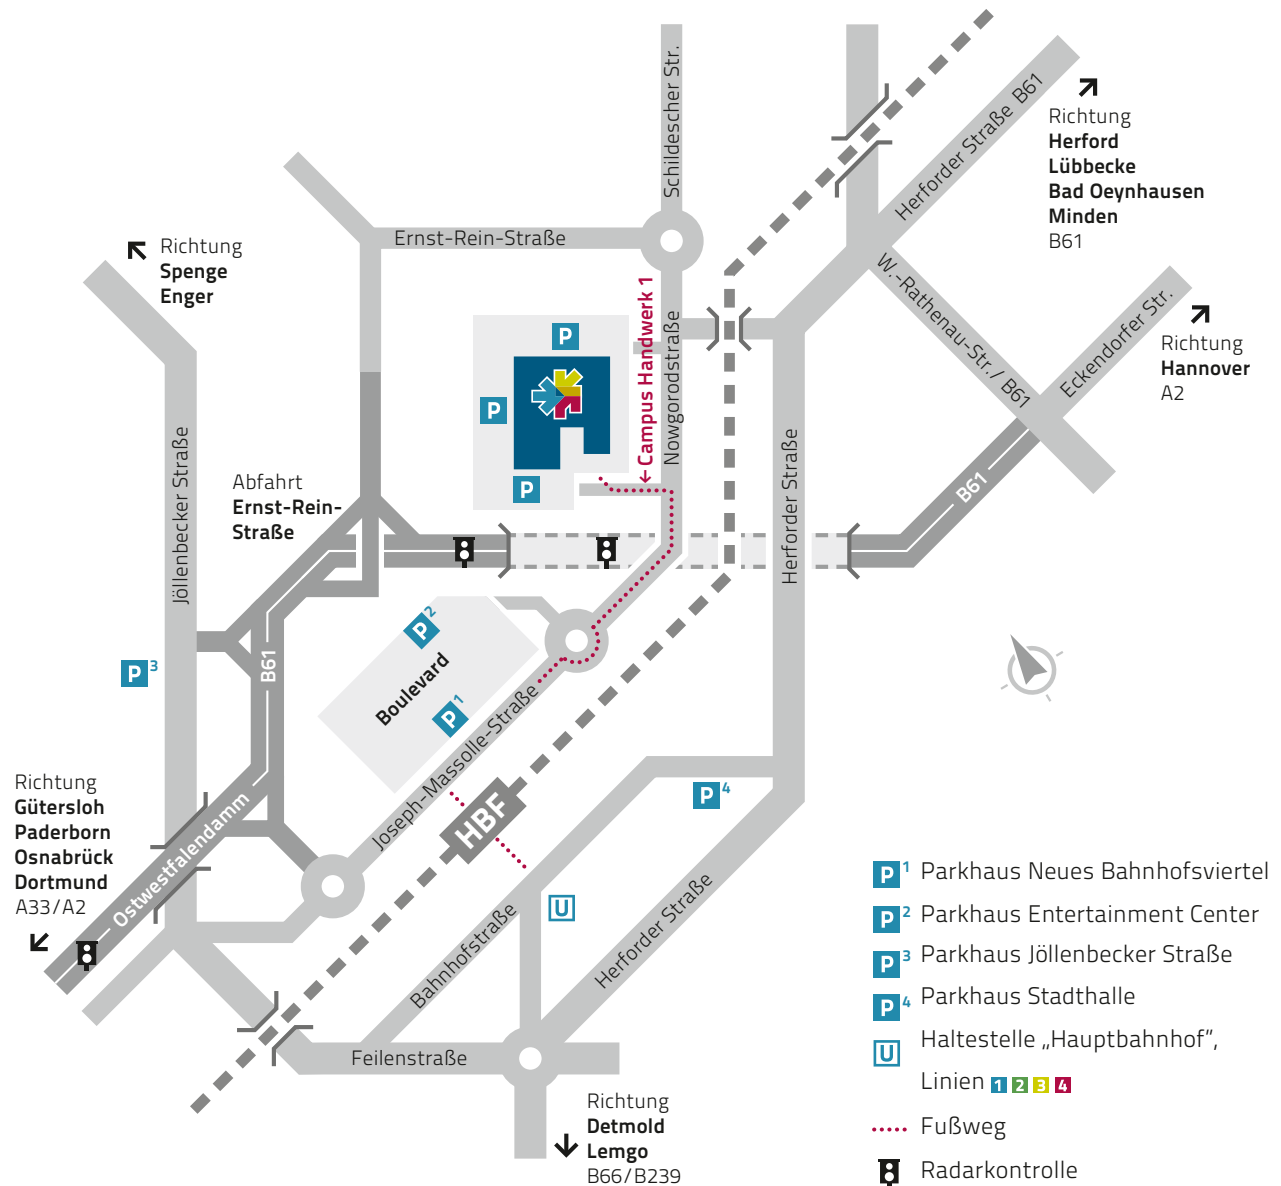 Schildescher Str.
Herforder Straße B61
Richtung
Herford
Lübbecke
Bad Oeynhausen
Minden
B61
Ernst-Rein-Straße
Richtung
Spenge
Enger
W.-Rathenau-Str./ B61
Eckendorfer Str.
Richtung
Hannover
A2
P
P
P
←Campus Handwerk 1
Nowgorodstraße
Jöllenbecker Straße
Abfahrt
Ernst-Rein-
Straße
Herforder Straße
B61
B61
P3
P2
Boulevard
P1
Joseph-Massolle-Straße
HBF
P4
Richtung
Gütersloh
Paderborn
Osnabrück
Dortmund
A33/A2
Ostwestfalendamm
U
Bahnhofstraße
Herforder Straße
Feilenstraße
Richtung
Detmold
Lemgo
B66/B239
P1 Parkhaus Neues Bahnhofsviertel
P2 Parkhaus Entertainment Center
P3 Parkhaus Jöllenbecker Straße
P4 Parkhaus Stadthalle
U Haltestelle „Hauptbahnhof“,
Linien 1 2 3 4
Fußweg
Radarkontrolle